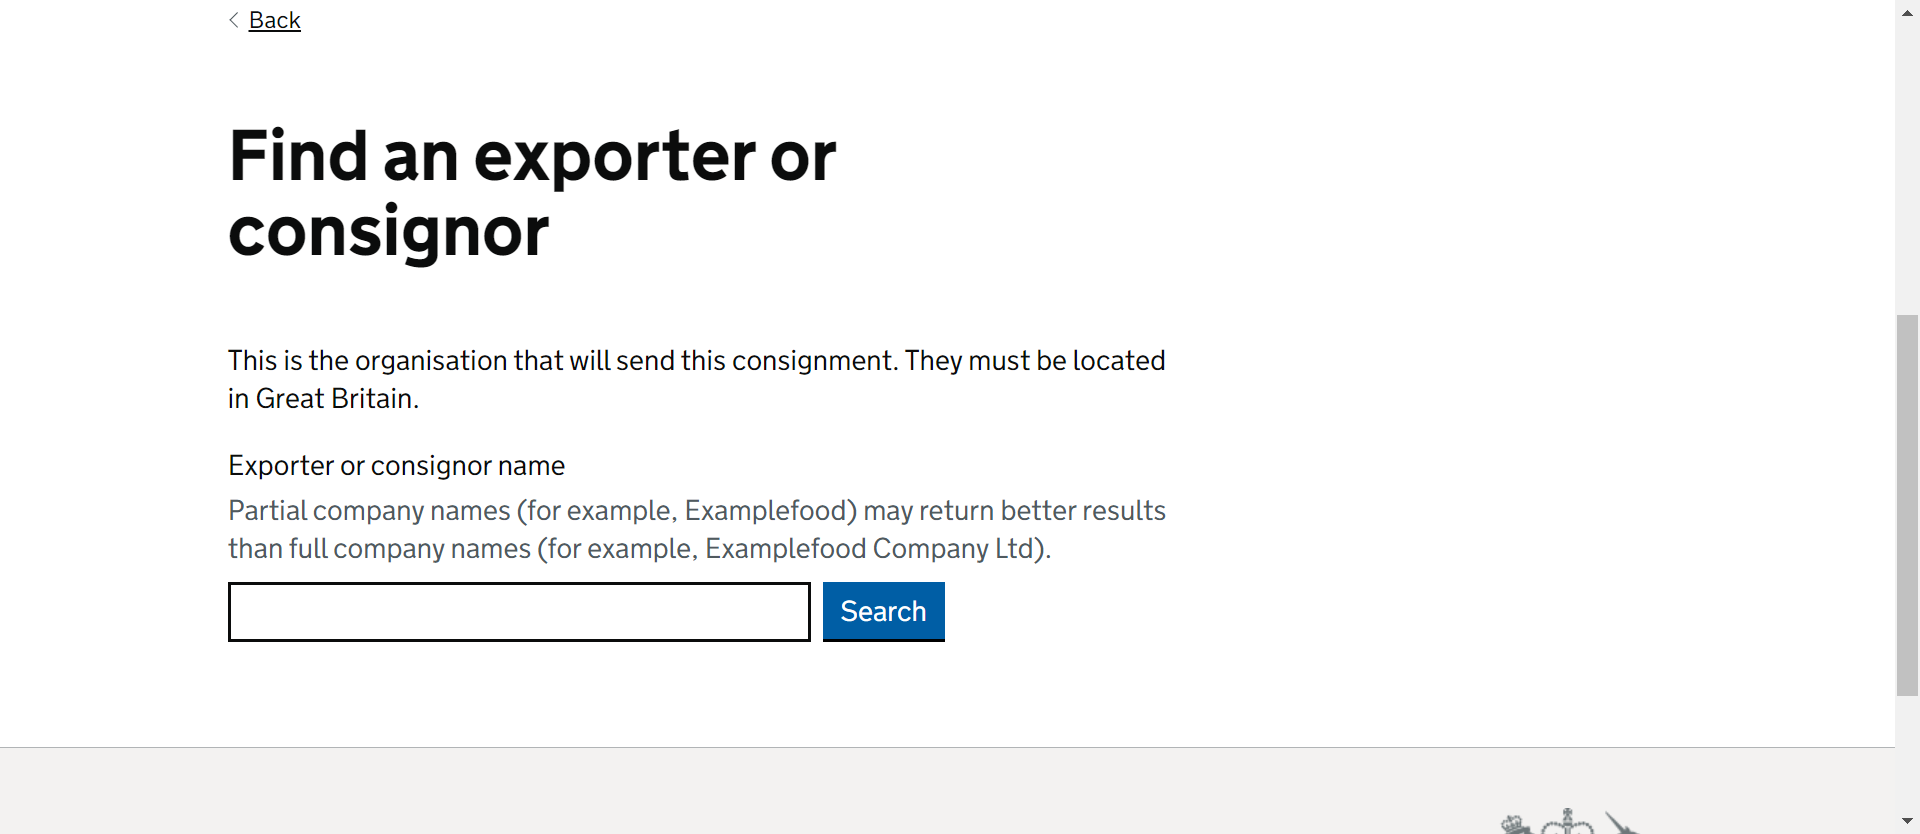 Back
Find an exporter or
consignor
This is the organisation that will send this consignment. They must be located
in Great Britain.
Exporter or consignor name
Partial company names (for example, Examplefood) may return better results
than full company names (for example, Examplefood Company Ltd).
Search